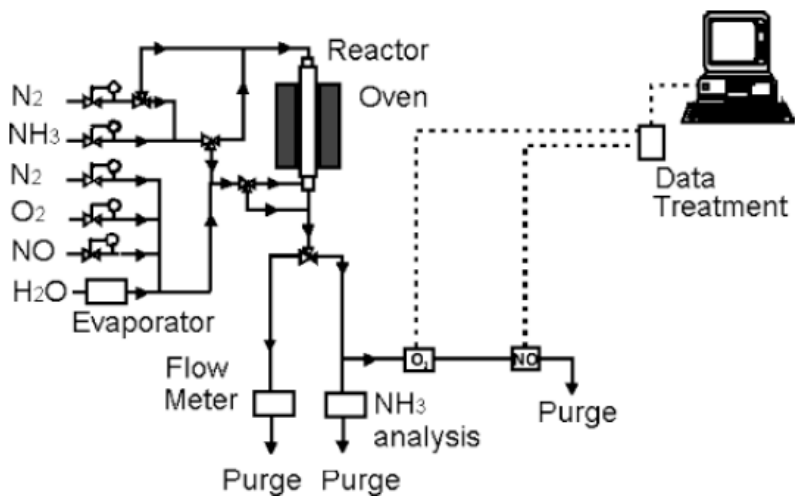 Reactor
N2
Oven
NH3
N2
O2
NO
H2O
Evaporator
Data
Treatment
O2
NO
Flow
Meter
NH3
analysis
Purge
Purge
Purge